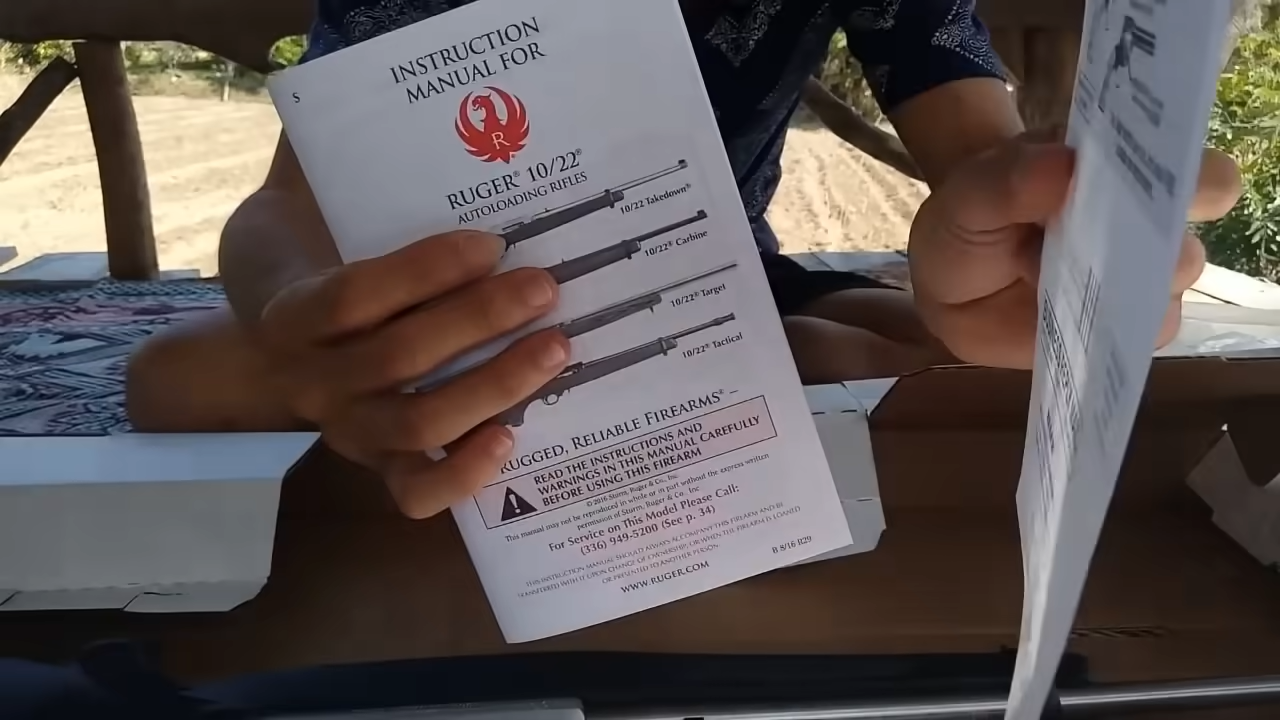 S
INSTRUCTION
MANUAL FOR
R
RUGER® 10/22®
AUTOLOADING RIFLES
10/22 Takedown®
10/22® Carbine
10/22® Target
10/22® Tactical
RUGGED, RELIABLE FIREARMS® –
READ THE INSTRUCTIONS AND
WARNINGS IN THIS MANUAL CAREFULLY
BEFORE USING THIS FIREARM
© 2016 Sturm, Ruger & Co., Inc.
This manual may not be reproduced in whole or in part without the express written
permission of Sturm, Ruger & Co. Inc
For Service on This Model Please Call:
(336) 949-5200 (See p. 34)
THIS INSTRUCTION MANUAL SHOULD ALWAYS ACCOMPANY THIS FIREARM AND BE
TRANSFERRED WITH IT UPON CHANGE OF OWNERSHIP, OR WHEN THE FIREARM IS LOANED
OR PRESENTED TO ANOTHER PERSON
WWW.RUGER.COM
B 8/16 R29